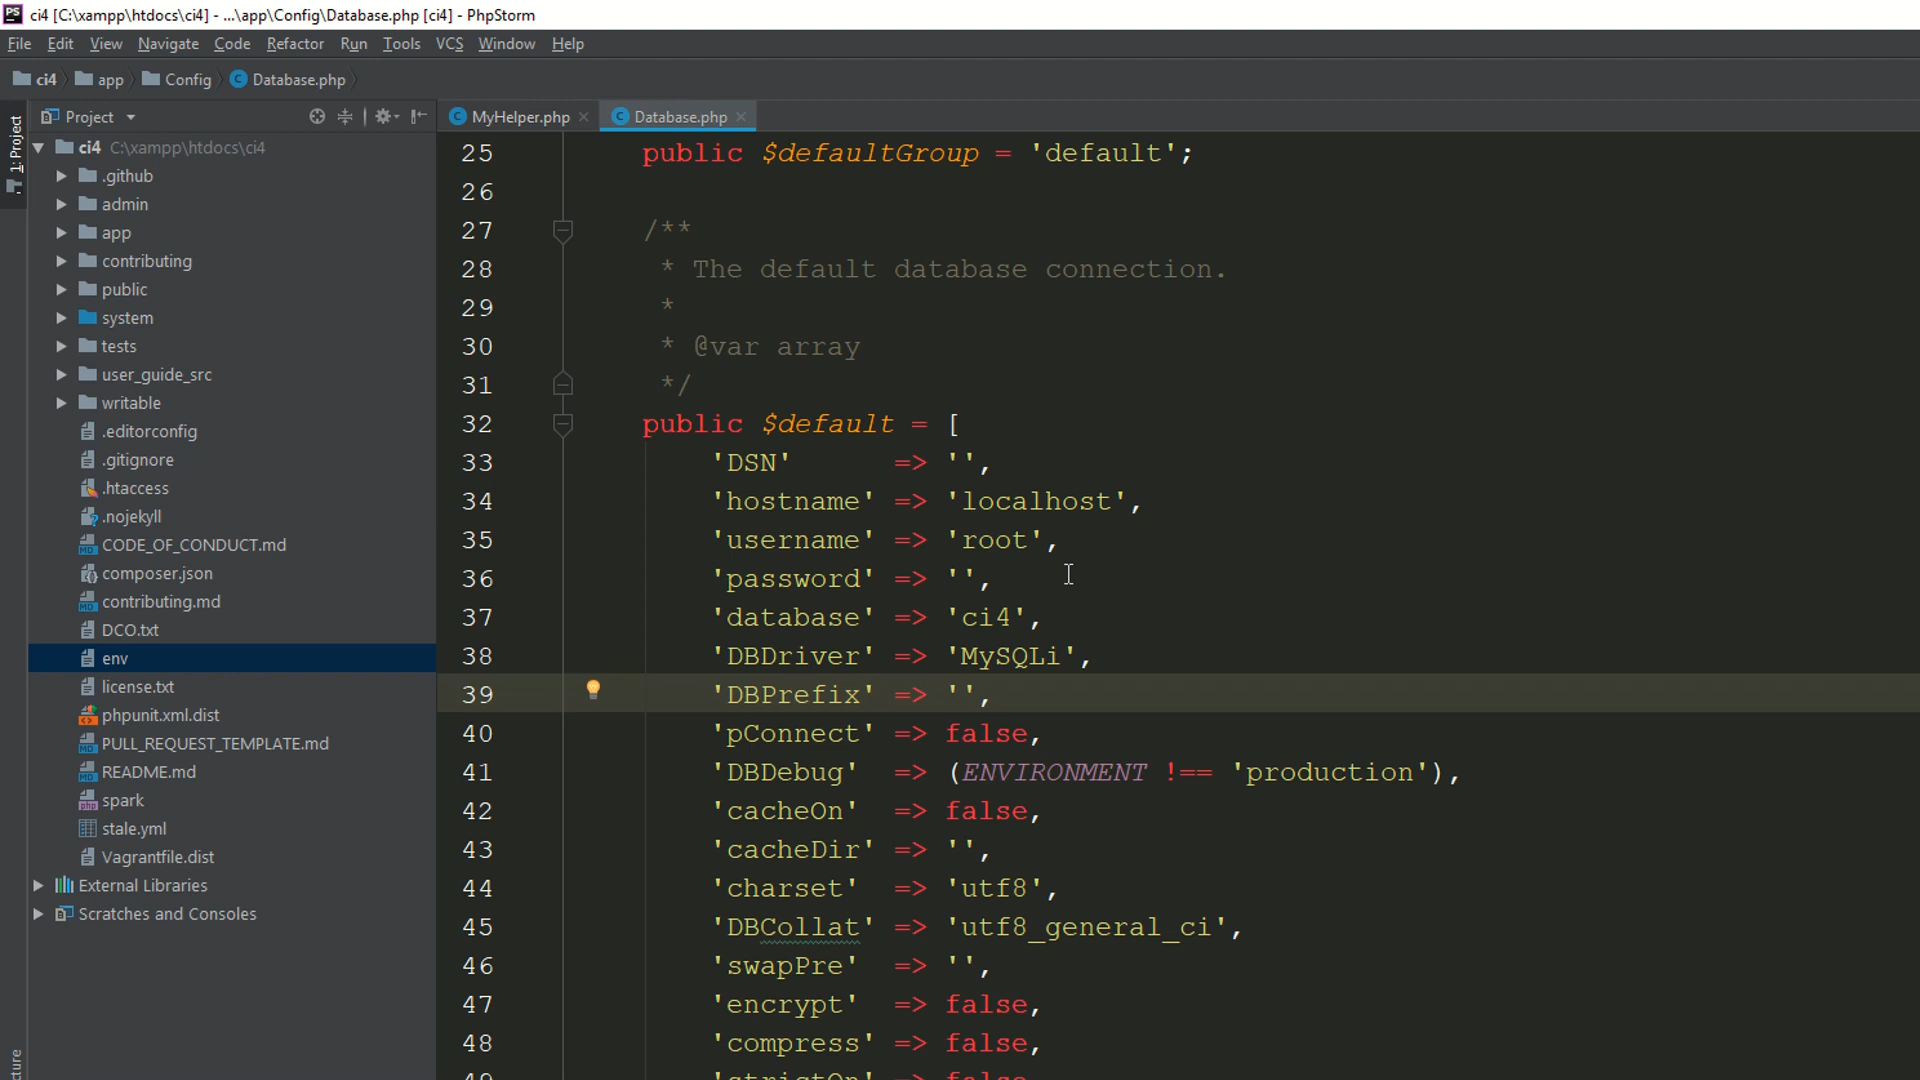 PS ci4 [C:\xampp\htdocs\ci4] - ...\app\Config\Database.php [ci4] - PhpStorm
File Edit View Navigate Code Refactor Run Tools VCS Window Help
ci4 app Config Database.php
1: Project
Project
MyHelper.php Database.php
ci4 C:\xampp\htdocs\ci4
.github
admin
app
contributing
public
system
tests
user_guide_src
writable
.editorconfig
.gitignore
.htaccess
.nojekyll
CODE_OF_CONDUCT.md
composer.json
contributing.md
DCO.txt
env
license.txt
phpunit.xml.dist
PULL_REQUEST_TEMPLATE.md
README.md
spark
stale.yml
Vagrantfile.dist
External Libraries
Scratches and Consoles
25 public $defaultGroup = 'default';
26
27 /**
28 * The default database connection.
29 *
30 * @var array
31 */
32 public $default = [
33 'DSN' => '',
34 'hostname' => 'localhost',
35 'username' => 'root',
36 'password' => '',
37 'database' => 'ci4',
38 'DBDriver' => 'MySQLi',
39 'DBPrefix' => '',
40 'pConnect' => false,
41 'DBDebug' => (ENVIRONMENT !== 'production'),
42 'cacheOn' => false,
43 'cacheDir' => '',
44 'charset' => 'utf8',
45 'DBCollat' => 'utf8_general_ci',
46 'swapPre' => '',
47 'encrypt' => false,
48 'compress' => false,